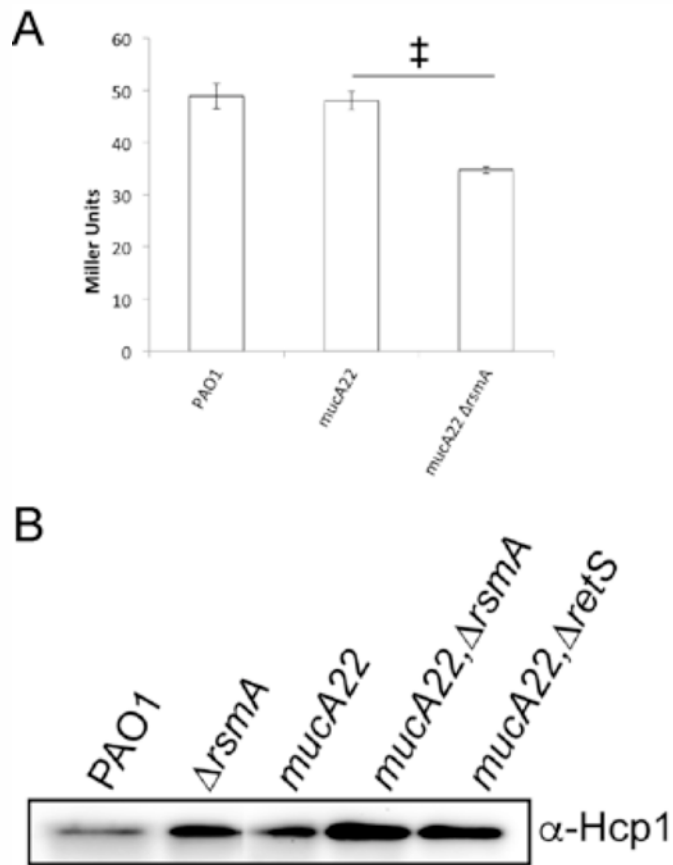 A
60
‡
50
40
30
20
10
0
Miller Units
PAO1
mucA22
mucA22 ΔrsmA
B
PAO1
ΔrsmA
mucA22
mucA22,ΔrsmA
mucA22,ΔretS
α-Hcp1